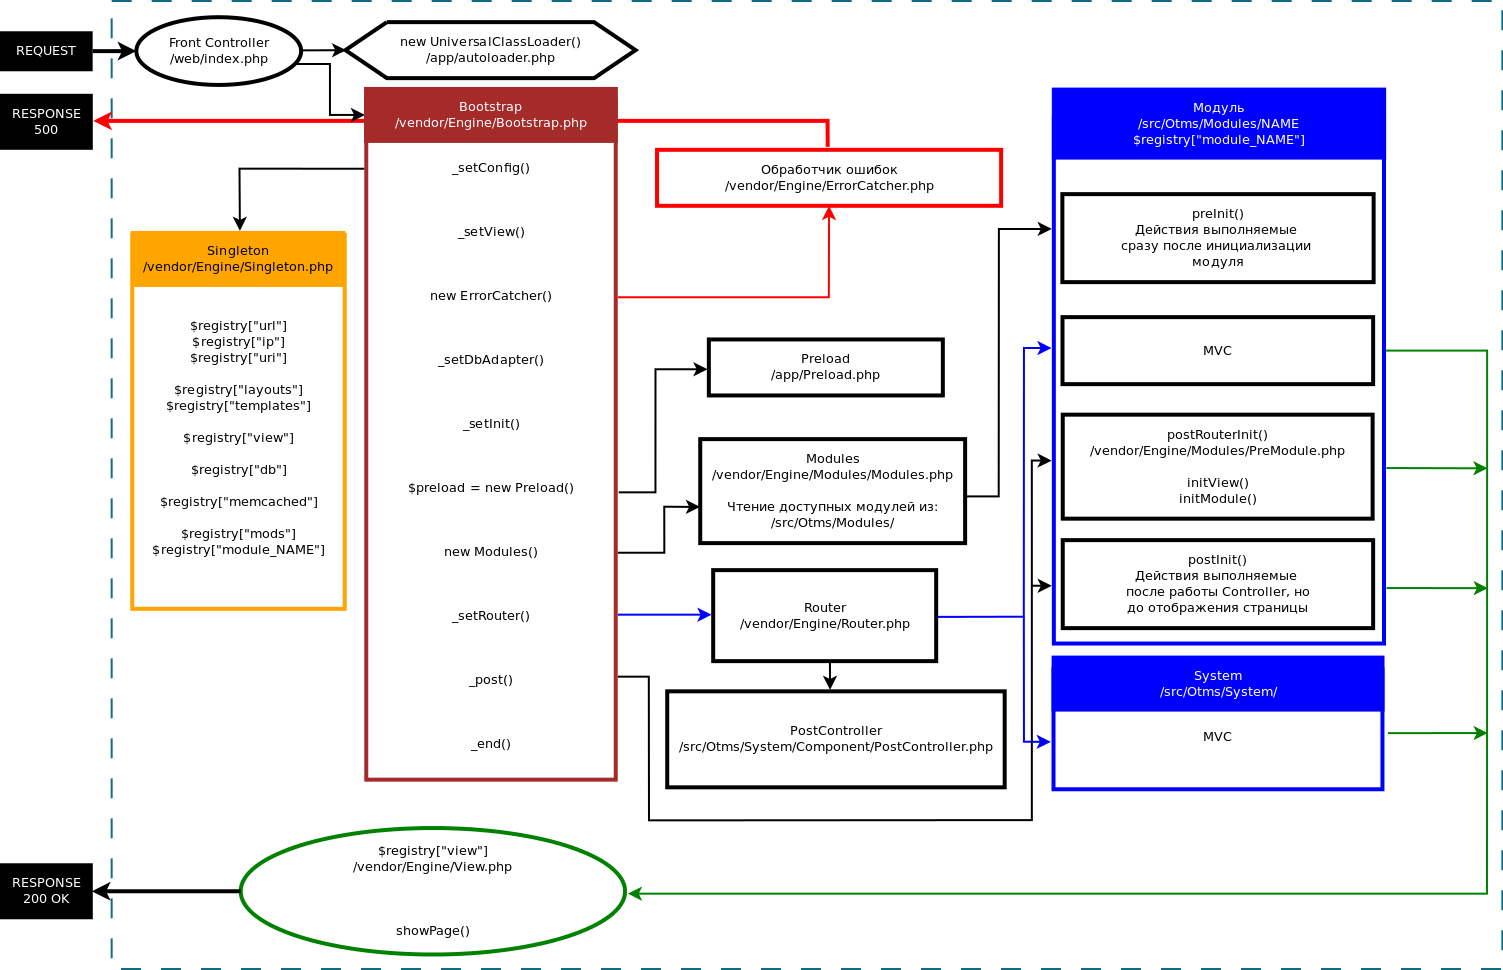 REQUEST
Front Controller
/web/index.php
new UniversalClassLoader()
/app/autoloader.php
RESPONSE
500
Bootstrap
/vendor/Engine/Bootstrap.php
_setConfig()
_setView()
new ErrorCatcher()
_setDbAdapter()
_setInit()
$preload = new Preload()
new Modules()
_setRouter()
_post()
_end()
Singleton
/vendor/Engine/Singleton.php
$registry["url"]
$registry["ip"]
$registry["uri"]
$registry["layouts"]
$registry["templates"]
$registry["view"]
$registry["db"]
$registry["memcached"]
$registry["mods"]
$registry["module_NAME"]
Обработчик ошибок
/vendor/Engine/ErrorCatcher.php
Preload
/app/Preload.php
Modules
/vendor/Engine/Modules/Modules.php
Чтение доступных модулей из:
/src/Otms/Modules/
Router
/vendor/Engine/Router.php
PostController
/src/Otms/System/Component/PostController.php
Модуль
/src/Otms/Modules/NAME
$registry["module_NAME"]
preInit()
Действия выполняемые
сразу после инициализации
модуля
MVC
postRouterInit()
/vendor/Engine/Modules/PreModule.php
initView()
initModule()
postInit()
Действия выполняемые
после работы Controller, но
до отображения страницы
System
/src/Otms/System/
MVC
$registry["view"]
/vendor/Engine/View.php
showPage()
RESPONSE
200 OK